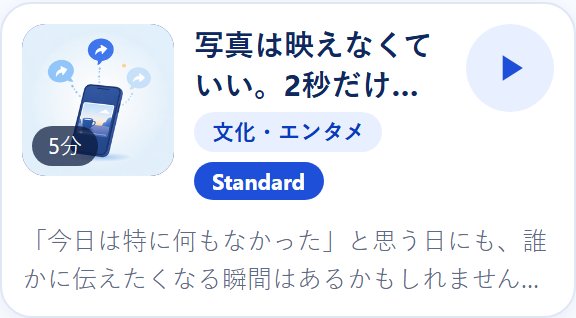 写真は映えなくて
いい。2秒だけ...
文化・エンタメ
5分
Standard
「今日は特に何もなかった」と思う日にも、誰
かに伝えたくなる瞬間はあるかもしれません...